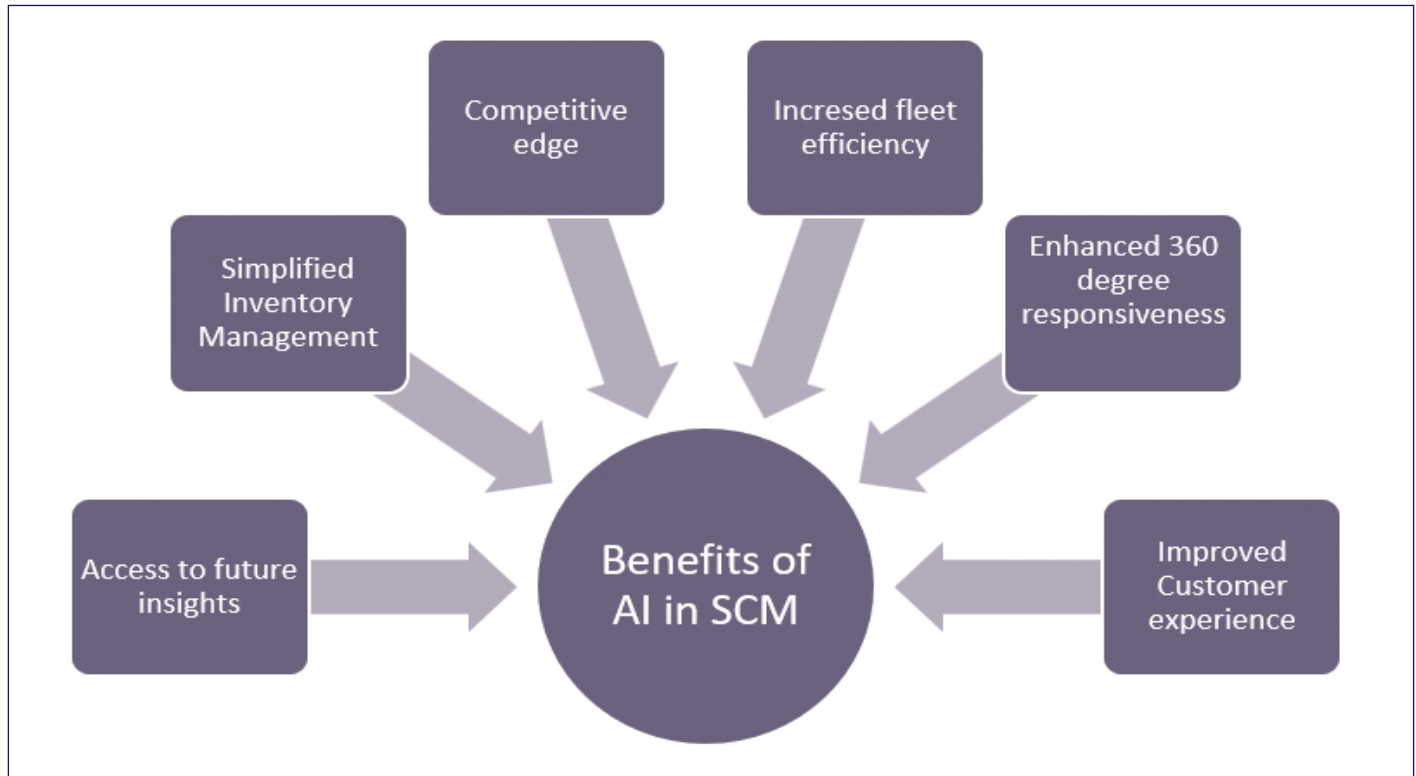 Competitive
edge
Incresed fleet
efficiency
Simplified
Inventory
Management
Enhanced 360
degree
responsiveness
Access to future
insights
Benefits of
AI in SCM
Improved
Customer
experience